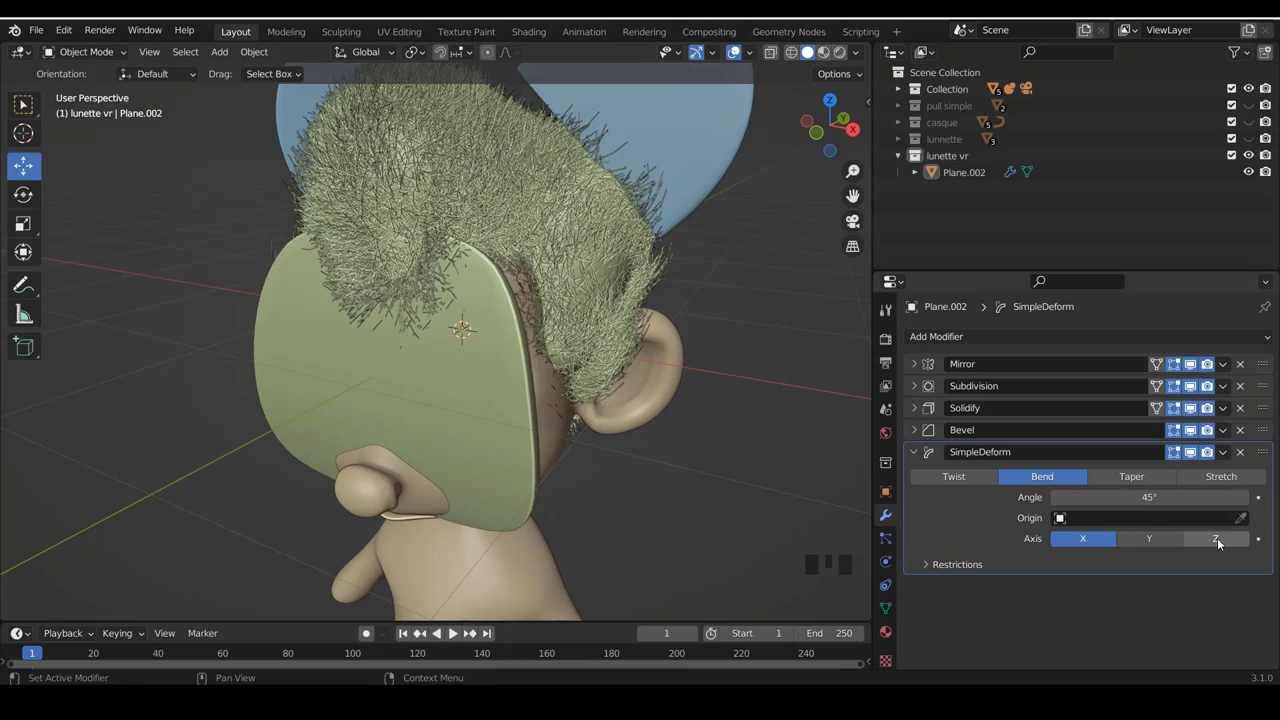 File Edit Render Window Help Layout Modeling Sculpting UV Editing Texture Paint Shading Animation Rendering Compositing Geometry Nodes Scripting + Scene ViewLayer
Object Mode View Select Add Object Global
Orientation: Default Drag: Select Box Options
User Perspective
(1) lunette vr | Plane.002
Z
Y
X
Scene Collection
Collection 5
pull simple 2
casque 5
lunnette 3
lunette vr
Plane.002
Plane.002 > SimpleDeform
Add Modifier
Mirror
Subdivision
Solidify
Bevel
SimpleDeform
Twist Bend Taper Stretch
Angle 45°
Origin
Axis X Y Z
Restrictions
Playback Keying View Marker 1 Start 1 End 250
1 20 40 60 80 100 120 140 160 180 200 220 240
Set Active Modifier Pan View Context Menu 3.1.0